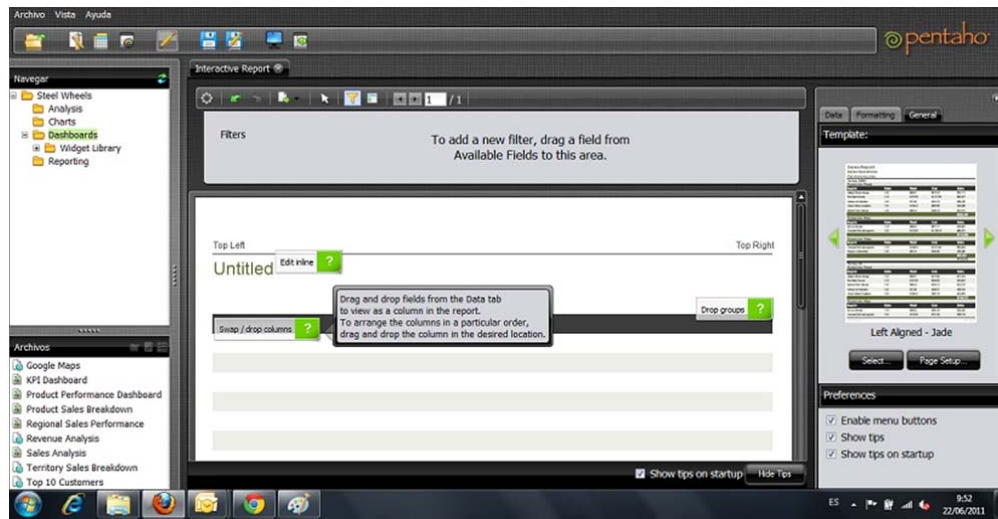 Archivo Vista Ayuda
pentaho
Navegar
Steel Wheels
Analysis
Charts
Dashboards
Widget Library
Reporting
Archivos
Google Maps
KPI Dashboard
Product Performance Dashboard
Product Sales Breakdown
Regional Sales Performance
Revenue Analysis
Sales Analysis
Territory Sales Breakdown
Top 10 Customers
Interactive Report
1 / 1
Filters
To add a new filter, drag a field from
Available Fields to this area.
Top Left Top Right
Untitled
Edit inline ?
Drag and drop fields from the Data tab
to view as a column in the report.
To arrange the columns in a particular order,
drag and drop the column in the desired location.
Drop groups ?
Swap / drop columns ?
Show tips on startup Hide Tips
Data Formatting General
Template:
Left Aligned - Jade
Select... Page Setup...
Preferences
Enable menu buttons
Show tips
Show tips on startup
ES 9:52
22/06/2011